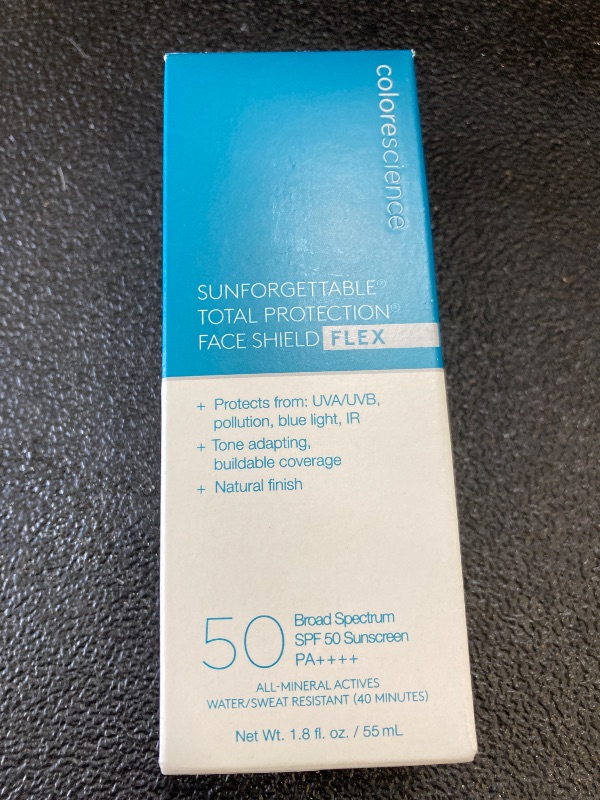 colorescience
SUNFORGETTABLE®
TOTAL PROTECTION®
FACE SHIELD FLEX
+ Protects from: UVA/UVB,
pollution, blue light, IR
+ Tone adapting,
buildable coverage
+ Natural finish
50 Broad Spectrum
SPF 50 Sunscreen
PA++++
ALL-MINERAL ACTIVES
WATER/SWEAT RESISTANT (40 MINUTES)
Net Wt. 1.8 fl. oz. / 55 mL